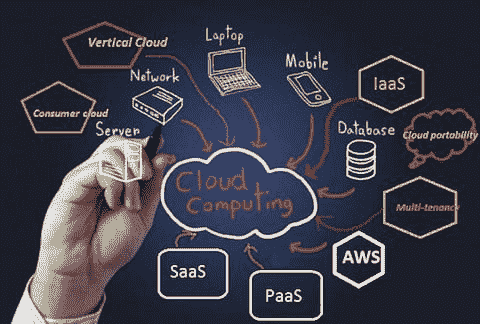 Vertical Cloud
Laptop
Network
Mobile
IaaS
Consumer cloud
Server
Database
Cloud portability
Cloud
Computing
Multi-tenancy
AWS
SaaS
PaaS